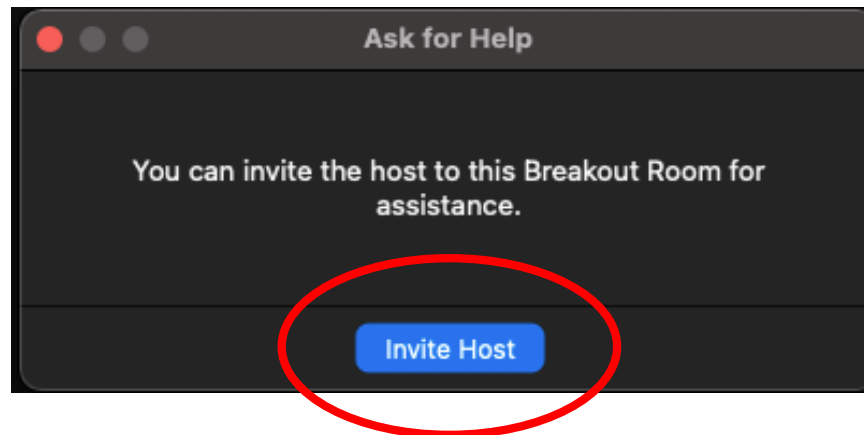 Ask for Help
You can invite the host to this Breakout Room for
assistance.
Invite Host